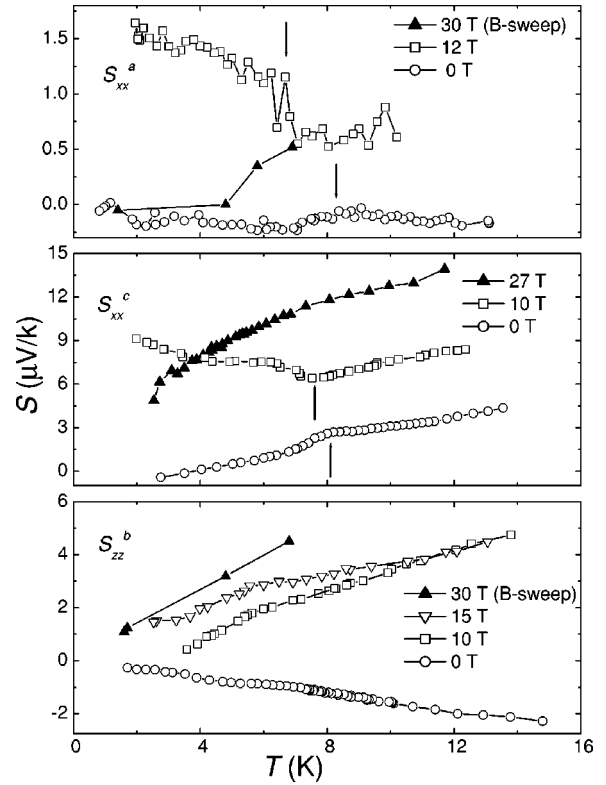 S_xx^a
30 T (B-sweep)
12 T
0 T
1.5
1.0
0.5
0.0
S_xx^c
27 T
10 T
0 T
15
12
9
6
3
0
S (μV/k)
S_zz^b
30 T (B-sweep)
15 T
10 T
0 T
6
4
2
0
-2
0
4
8
12
16
T (K)